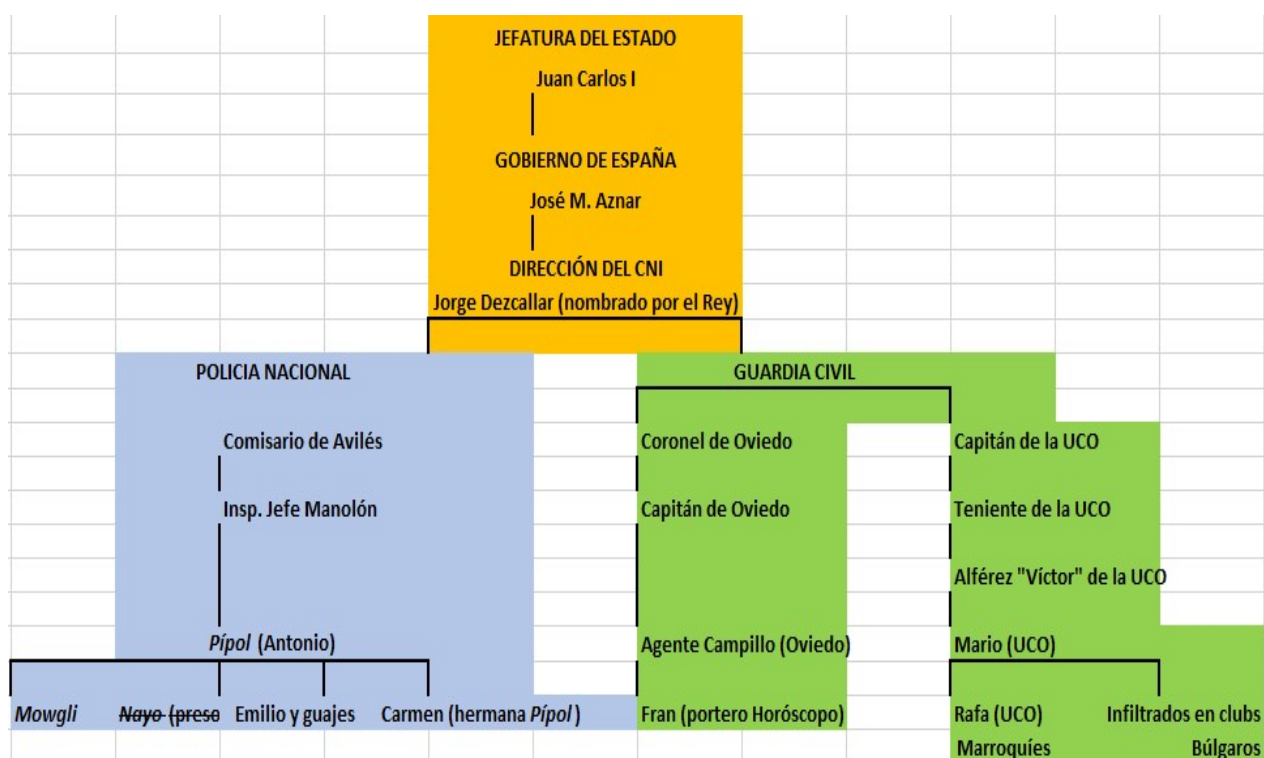 JEFATURA DEL ESTADO
Juan Carlos I
GOBIERNO DE ESPAÑA
José M. Aznar
DIRECCIÓN DEL CNI
Jorge Dezcallar (nombrado por el Rey)
POLICIA NACIONAL
GUARDIA CIVIL
Comisario de Avilés
Coronel de Oviedo
Capitán de la UCO
Insp. Jefe Manolón
Capitán de Oviedo
Teniente de la UCO
Alférez "Víctor" de la UCO
Pípol (Antonio)
Agente Campillo (Oviedo)
Mario (UCO)
Mowgli
Nayo (preso
Emilio y guajes
Carmen (hermana Pípol)
Fran (portero Horóscopo)
Rafa (UCO)
Infiltrados en clubs
Marroquíes
Búlgaros